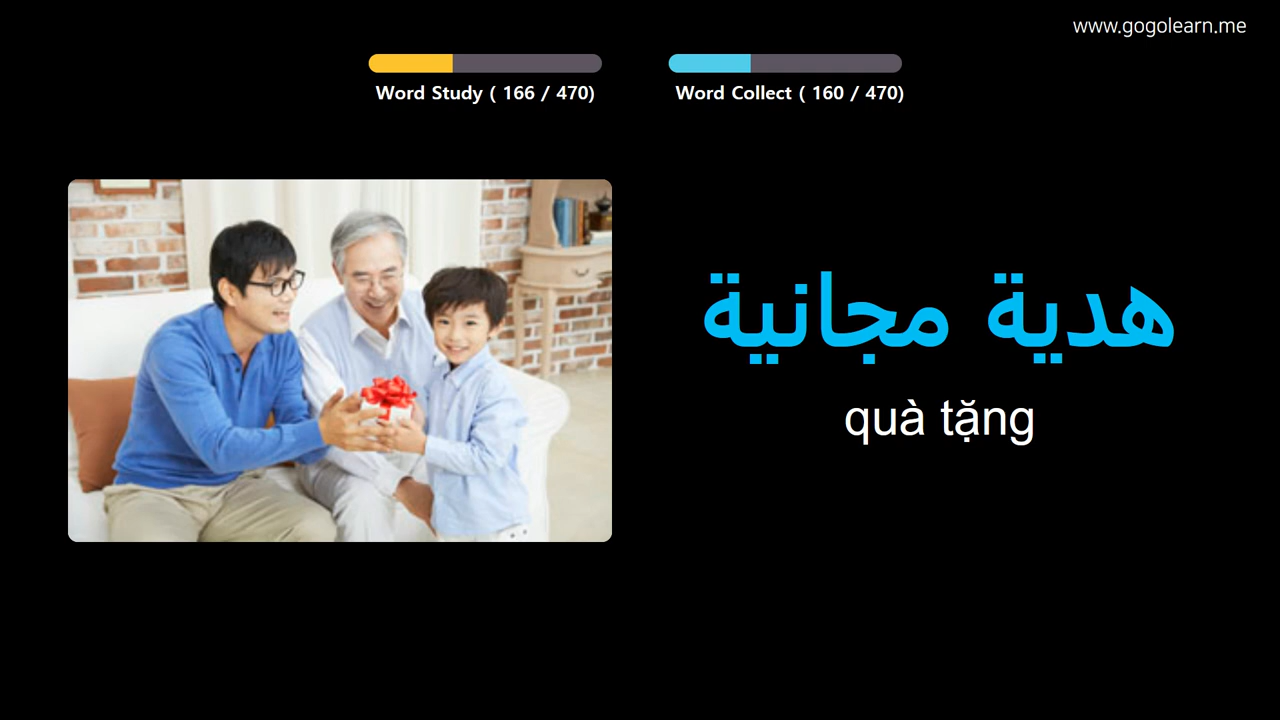 www.gogolearn.me
Word Study ( 166 / 470)
Word Collect ( 160 / 470)
هدية مجانية
quà tặng